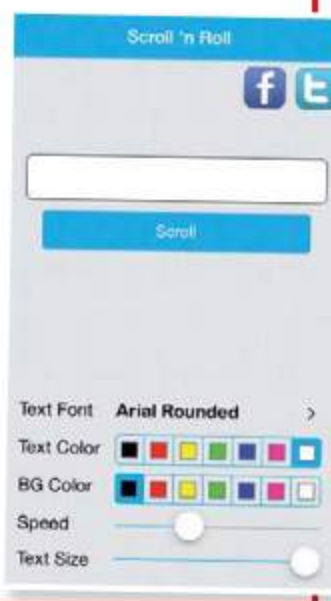 Scroll 'n Roll
f t
Scroll
Text Font Arial Rounded >
Text Color
BG Color
Speed
Text Size